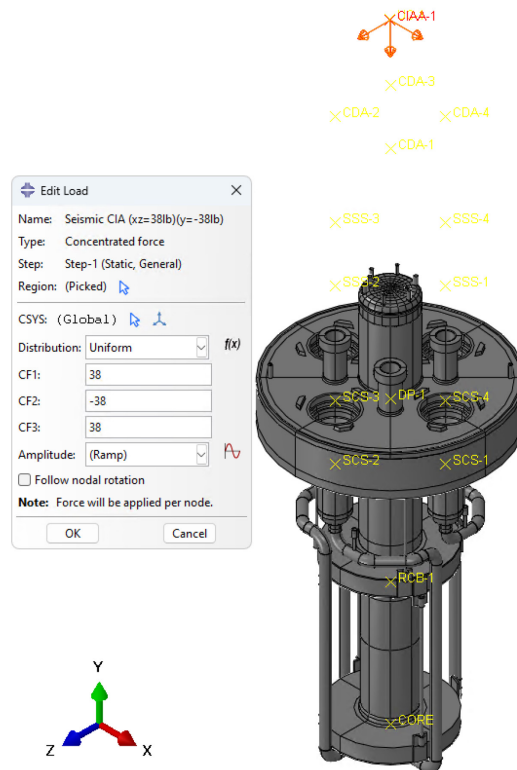 CIAA-1
CDA-3
CDA-2
CDA-4
CDA-1
Edit Load
Name: Seismic CIA (xz=38lb)(y=-38lb)
Type: Concentrated force
Step: Step-1 (Static, General)
Region: (Picked)
CSYS: (Global)
Distribution: Uniform f(x)
CF1: 38
CF2: -38
CF3: 38
Amplitude: (Ramp)
Follow nodal rotation
Note: Force will be applied per node.
OK Cancel
SSS-3
SSS-4
SSS-2
SSS-1
SCS-3
DP-1
SCS-4
SCS-2
SCS-1
RCB-1
CORE
Y
Z
X